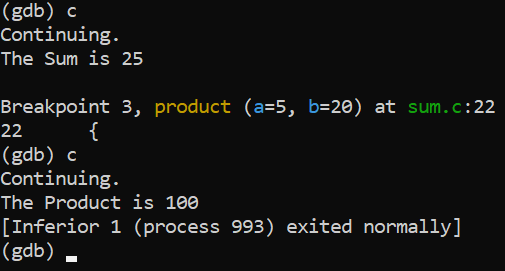 (gdb) c
Continuing.
The Sum is 25
Breakpoint 3, product (a=5, b=20) at sum.c:22
22      {
(gdb) c
Continuing.
The Product is 100
[Inferior 1 (process 993) exited normally]
(gdb)